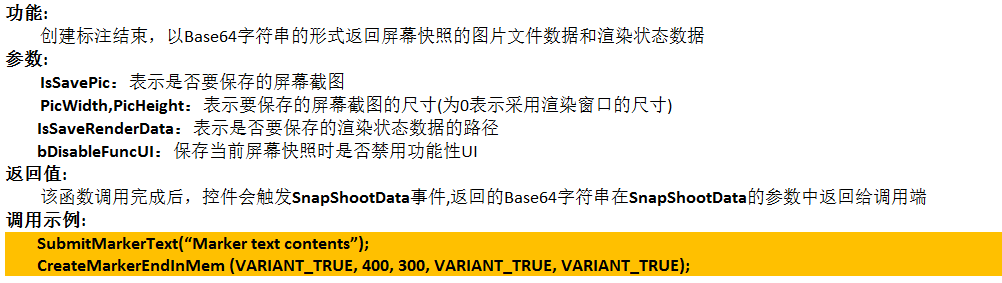 功能:
创建标注结束，以Base64字符串的形式返回屏幕快照的图片文件数据和渲染状态数据
参数:
IsSavePic：表示是否要保存的屏幕截图
PicWidth,PicHeight：表示要保存的屏幕截图的尺寸(为0表示采用渲染窗口的尺寸)
IsSaveRenderData：表示是否要保存的渲染状态数据的路径
bDisableFuncUI：保存当前屏幕快照时是否禁用功能性UI
返回值:
该函数调用完成后，控件会触发SnapShootData事件,返回的Base64字符串在SnapShootData的参数中返回给调用端
调用示例:
SubmitMarkerText(“Marker text contents”);
CreateMarkerEndInMem (VARIANT_TRUE, 400, 300, VARIANT_TRUE, VARIANT_TRUE);